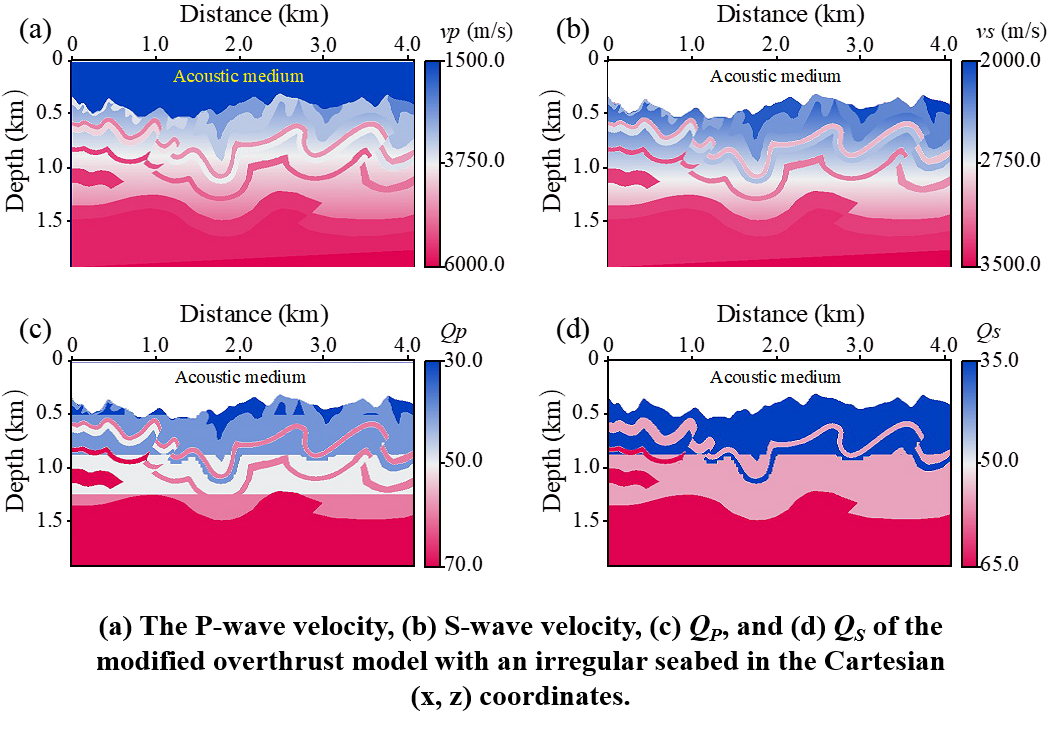 Distance (km)
(a)
vp (m/s)
0 1.0 2.0 3.0 4.0
0
0.5
1.0
1.5
Depth (km)
Acoustic medium
1500.0
3750.0
6000.0
Distance (km)
(b)
vs (m/s)
0 1.0 2.0 3.0 4.0
0
0.5
1.0
1.5
Depth (km)
Acoustic medium
2000.0
2750.0
3500.0
Distance (km)
(c)
Qp
0 1.0 2.0 3.0 4.0
0
0.5
1.0
1.5
Depth (km)
Acoustic medium
30.0
50.0
70.0
Distance (km)
(d)
Qs
0 1.0 2.0 3.0 4.0
0
0.5
1.0
1.5
Depth (km)
Acoustic medium
35.0
50.0
65.0
(a) The P-wave velocity, (b) S-wave velocity, (c) Q_P, and (d) Q_S of the
modified overthrust model with an irregular seabed in the Cartesian
(x, z) coordinates.